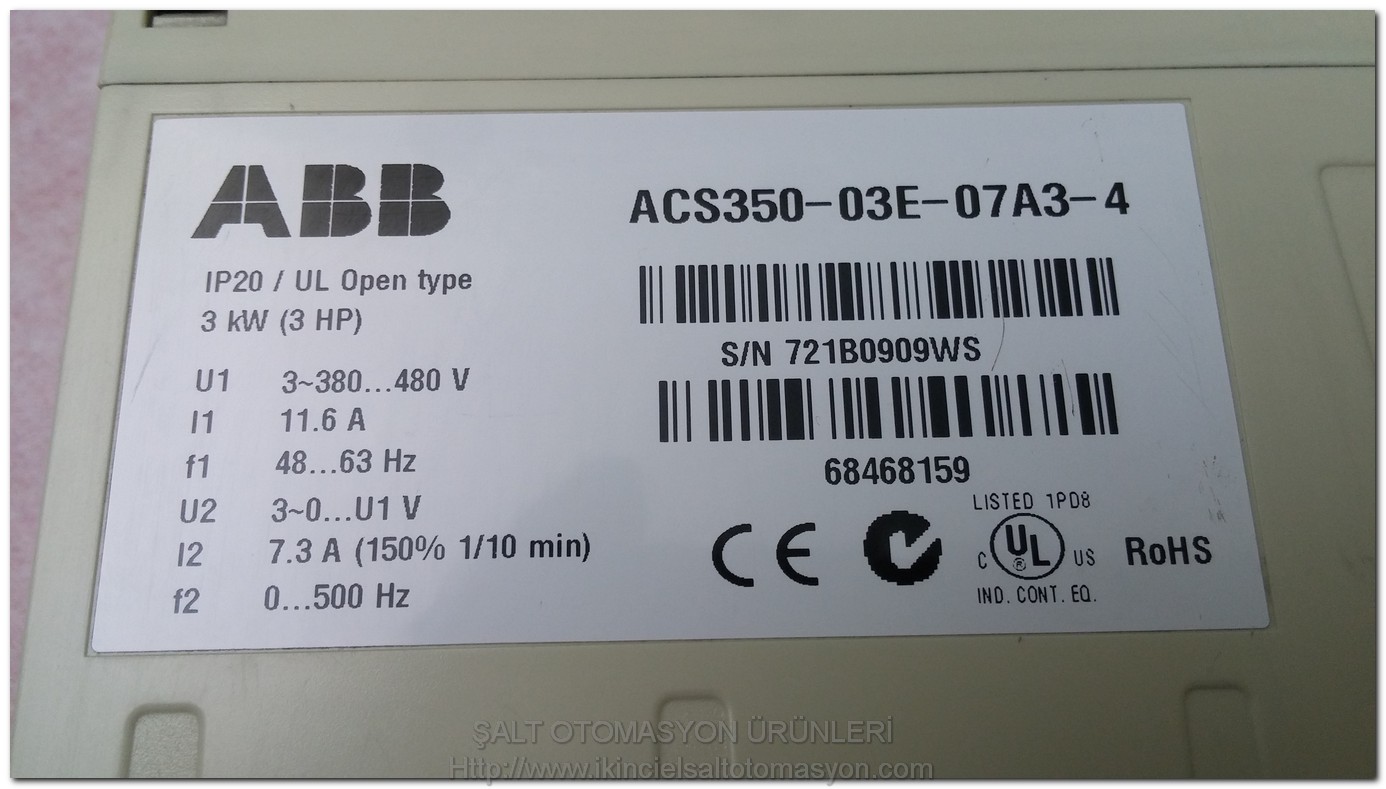 ABB
IP20 / UL Open type
3 kW (3 HP)
U1 3~380...480 V
I1 11.6 A
f1 48...63 Hz
U2 3~0...U1 V
I2 7.3 A (150% 1/10 min)
f2 0...500 Hz
ACS350-03E-07A3-4
S/N 721B0909WS
68468159
CE
LISTED 1PD8
C UL ® US
IND. CONT. EQ.
RoHS
ŞALT OTOMASYON ÜRÜNLERİ
Http://www.ikincielsaltotomasyon.com